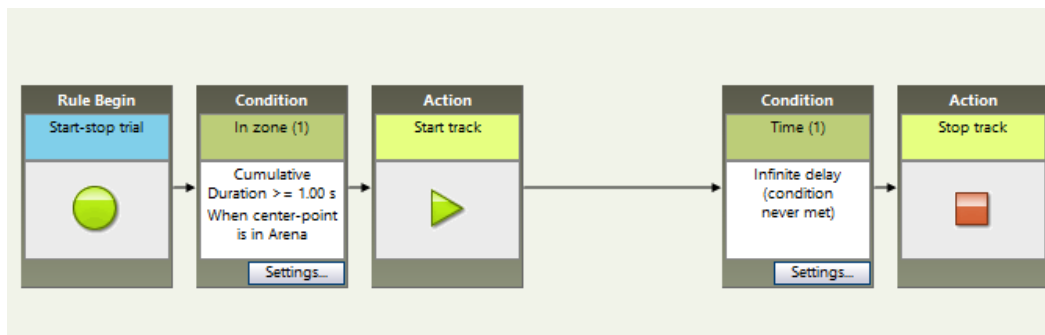 Rule Begin
Start-stop trial
Condition
In zone (1)
Cumulative
Duration >= 1.00 s
When center-point
is in Arena
Settings...
Action
Start track
Condition
Time (1)
Infinite delay
(condition
never met)
Settings...
Action
Stop track